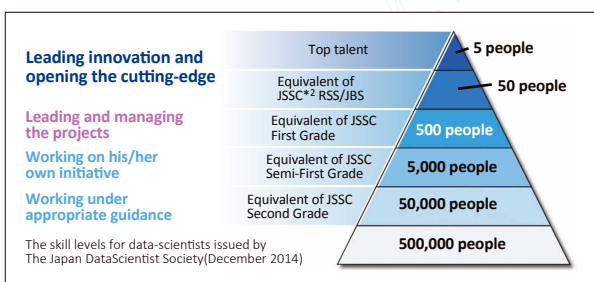 Leading innovation and
opening the cutting-edge
Leading and managing
the projects
Working on his/her
own initiative
Working under
appropriate guidance
The skill levels for data-scientists issued by
The Japan DataScientist Society(December 2014)
Top talent
Equivalent of
JSSC*2 RSS/JBS
Equivalent of JSSC
First Grade
Equivalent of JSSC
Semi-First Grade
Equivalent of JSSC
Second Grade
5 people
50 people
500 people
5,000 people
50,000 people
500,000 people